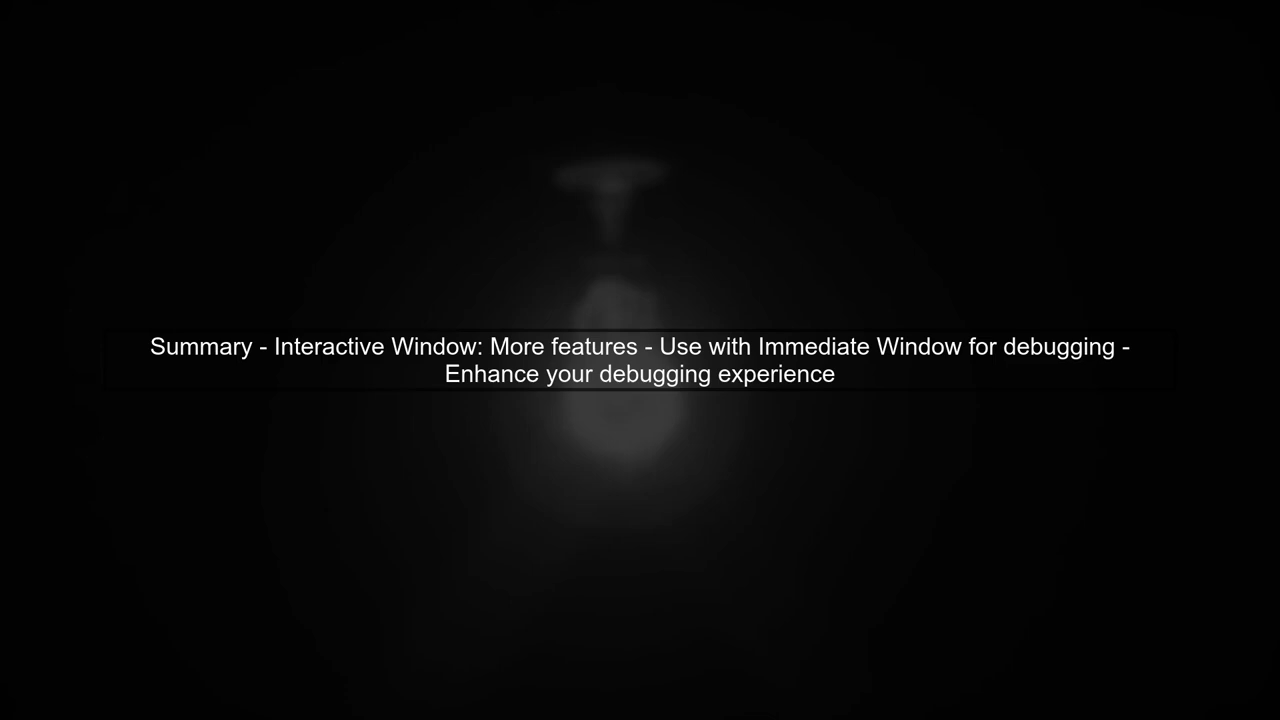 Summary - Interactive Window: More features - Use with Immediate Window for debugging -
Enhance your debugging experience